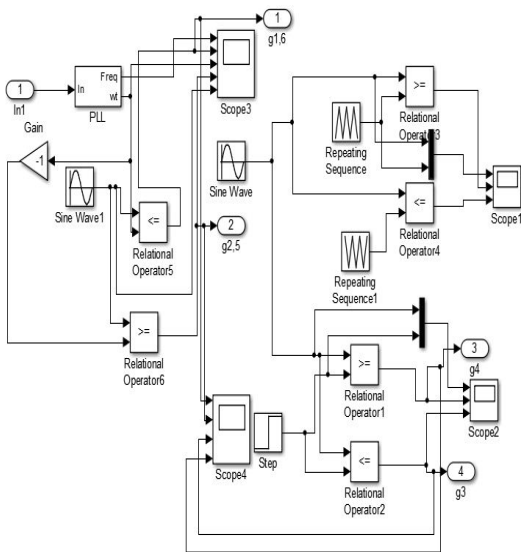 1
g1,6
1
In1
In
Freq
wt
PLL
Scope3
Gain
-1
Sine Wave1
<=
Relational
Operator5
2
g2,5
>=
Relational
Operator6
Sine Wave
Repeating
Sequence
>=
Relational
Operator3
<=
Relational
Operator4
Scope1
Repeating
Sequence1
3
g4
>=
Relational
Operator1
Scope2
Step
Scope4
<=
Relational
Operator2
4
g3